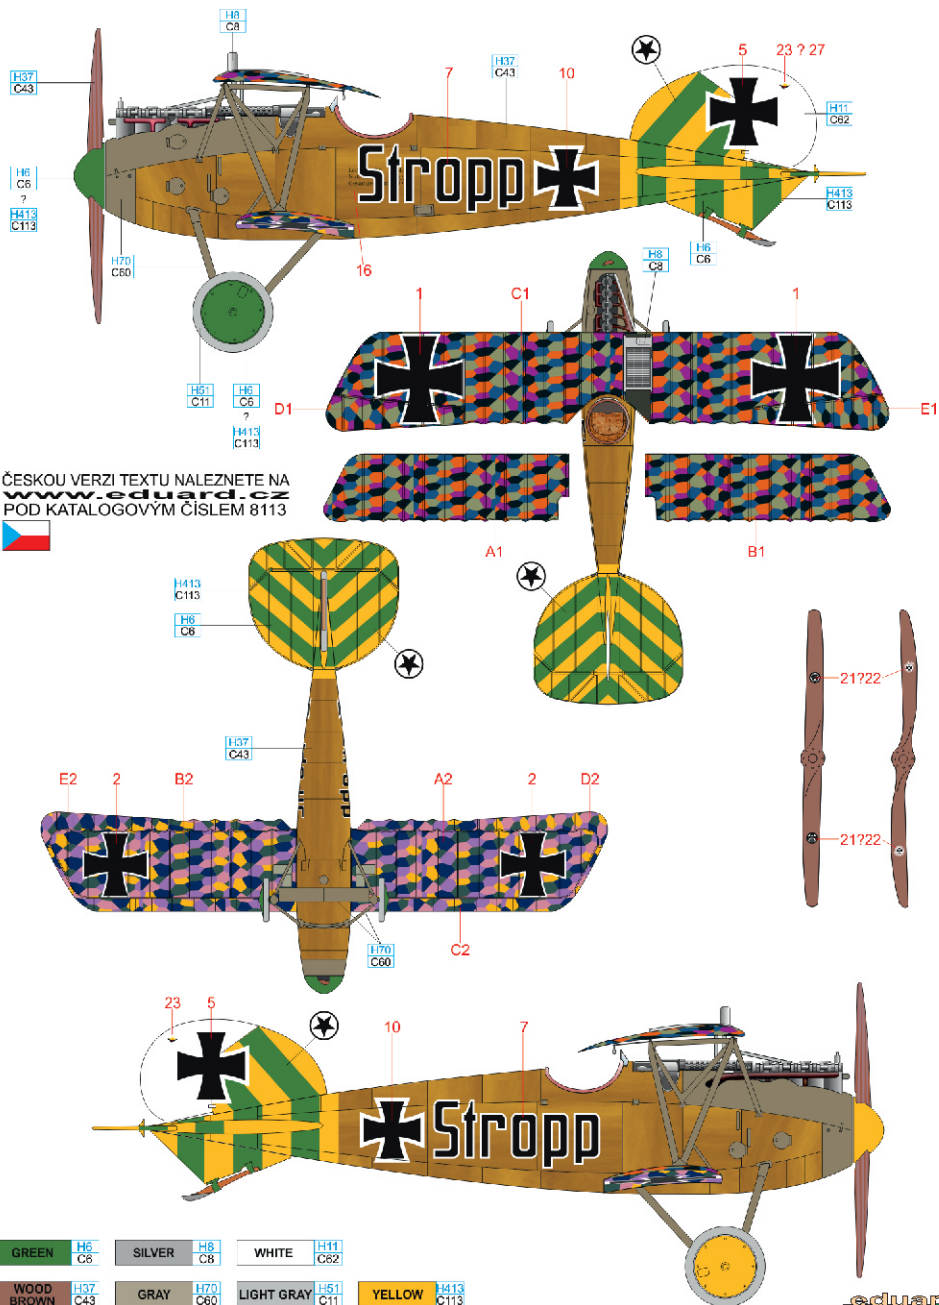 H8
C8
H37
C43
7
H37
C43
10
5
23 ? 27
H11
C62
H6
C6
?
H413
C113
Stropp
H413
C113
H70
C60
16
H6
C6
H8
C8
1
C1
1
H51
C11
H6
C6
?
H413
C113
D1
E1
ČESKOU VERZI TEXTU NALEZNETE NA
www.eduard.cz
POD KATALOGOVÝM ČÍSLEM 8113
A1
B1
H413
C113
H6
C6
21?22
H37
C43
Stropp
E2
2
B2
A2
2
D2
21?22
C2
H70
C60
23
5
10
7
Stropp
GREEN H6 C6
SILVER H8 C8
WHITE H11 C62
WOOD BROWN H37 C43
GRAY H70 C60
LIGHT GRAY H51 C11
YELLOW H413 C113
eduar